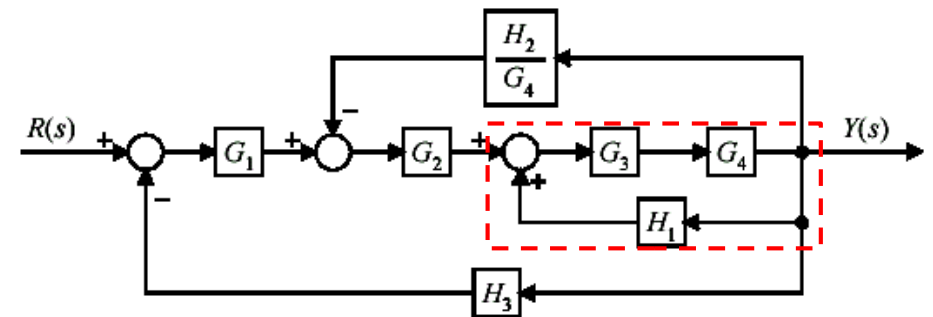 H2
G4
−
R(s) + G1 + G2 + G3 G4 Y(s)
− +
H1
H3